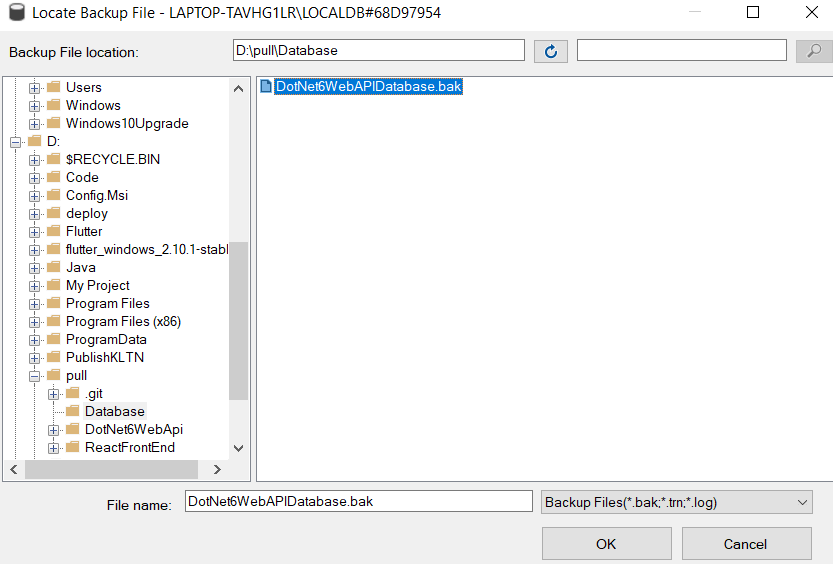 Locate Backup File - LAPTOP-TAVHG1LR\LOCALDB#68D97954
Backup File location:
D:\pull\Database
Users
Windows
Windows10Upgrade
D:
$RECYCLE.BIN
Code
Config.Msi
deploy
Flutter
flutter_windows_2.10.1-stabl
Java
My Project
Program Files
Program Files (x86)
ProgramData
PublishKLTN
pull
.git
Database
DotNet6WebApi
ReactFrontEnd
DotNet6WebAPIDatabase.bak
File name:
DotNet6WebAPIDatabase.bak
Backup Files(*.bak;*.trn;*.log)
OK
Cancel